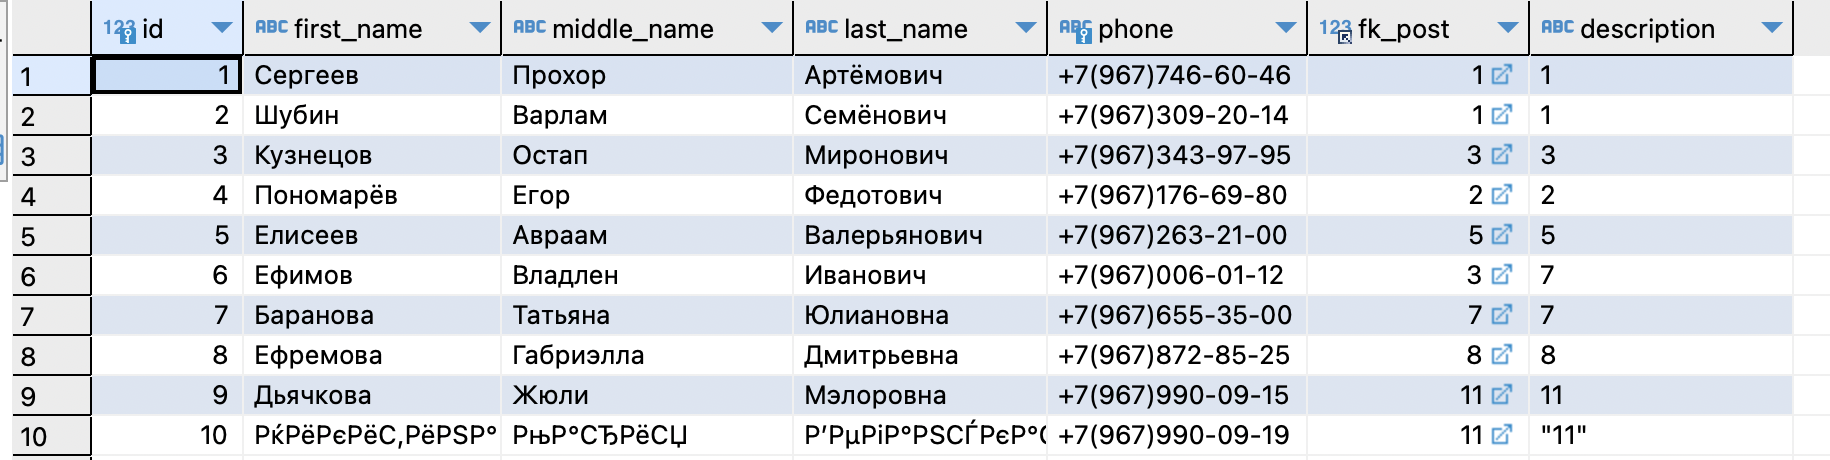 123 id ABC first_name ABC middle_name ABC last_name ABC phone 123 fk_post ABC description
1 1 Сергеев Прохор Артёмович +7(967)746-60-46 1 1
2 2 Шубин Варлам Семёнович +7(967)309-20-14 1 1
3 3 Кузнецов Остап Миронович +7(967)343-97-95 3 3
4 4 Пономарёв Егор Федотович +7(967)176-69-80 2 2
5 5 Елисеев Авраам Валерьянович +7(967)263-21-00 5 5
6 6 Ефимов Владлен Иванович +7(967)006-01-12 3 7
7 7 Баранова Татьяна Юлиановна +7(967)655-35-00 7 7
8 8 Ефремова Габриэлла Дмитрьевна +7(967)872-85-25 8 8
9 9 Дьячкова Жюли Мэлоровна +7(967)990-09-15 11 11
10 10 РќРёРєРёС‚РёРЅР° РњР°СЂРёСЏ +7(967)990-09-19 11 "11"